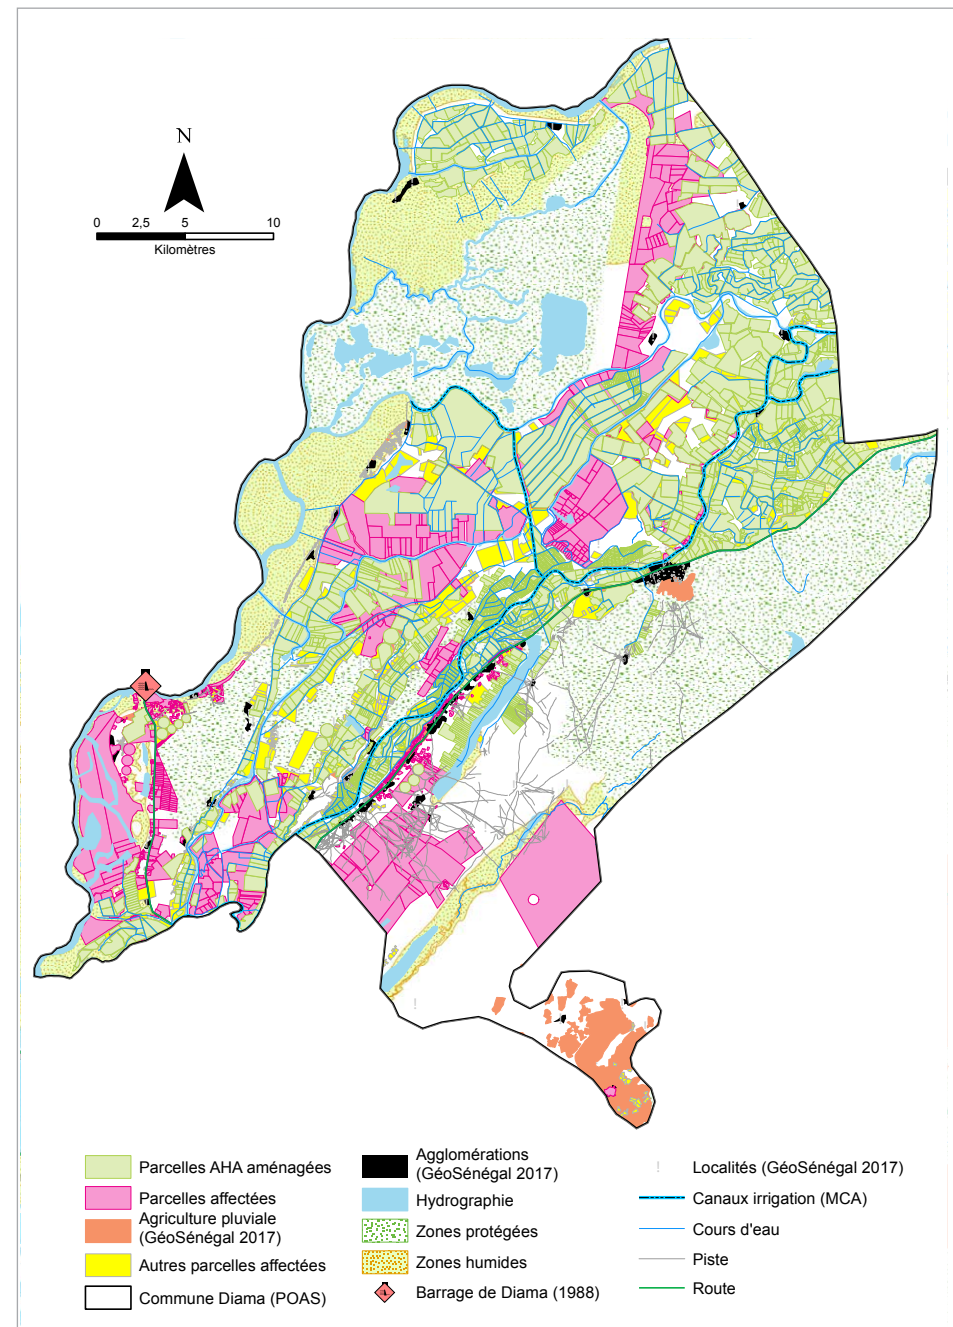 N
0 2,5 5 10
Kilomètres
Parcelles AHA aménagées
Parcelles affectées
Agriculture pluviale
(GéoSénégal 2017)
Autres parcelles affectées
Commune Diama (POAS)
Agglomérations
(GéoSénégal 2017)
Hydrographie
Zones protégées
Zones humides
Barrage de Diama (1988)
Localités (GéoSénégal 2017)
Canaux irrigation (MCA)
Cours d'eau
Piste
Route